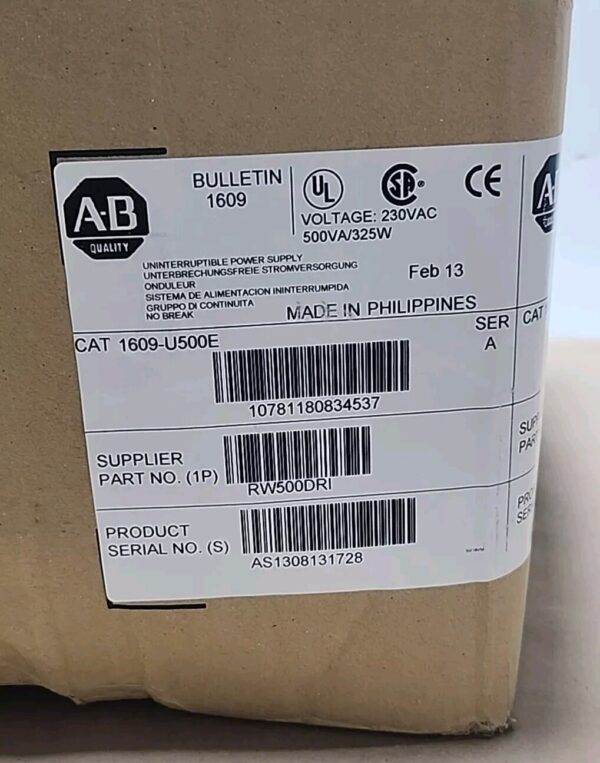 A-B
QUALITY
BULLETIN
1609
UL
SA
CE
VOLTAGE: 230VAC
500VA/325W
UNINTERRUPTIBLE POWER SUPPLY
UNTERBRECHUNGSFREIE STROMVERSORGUNG
ONDULEUR
SISTEMA DE ALIMENTACION ININTERRUMPIDA
GRUPPO DI CONTINUITA
NO BREAK
Feb 13
MADE IN PHILIPPINES
CAT 1609-U500E
SER
A
10781180834537
SUPPLIER
PART NO. (1P)
RW500DRI
PRODUCT
SERIAL NO. (S)
AS1308131728
CAT